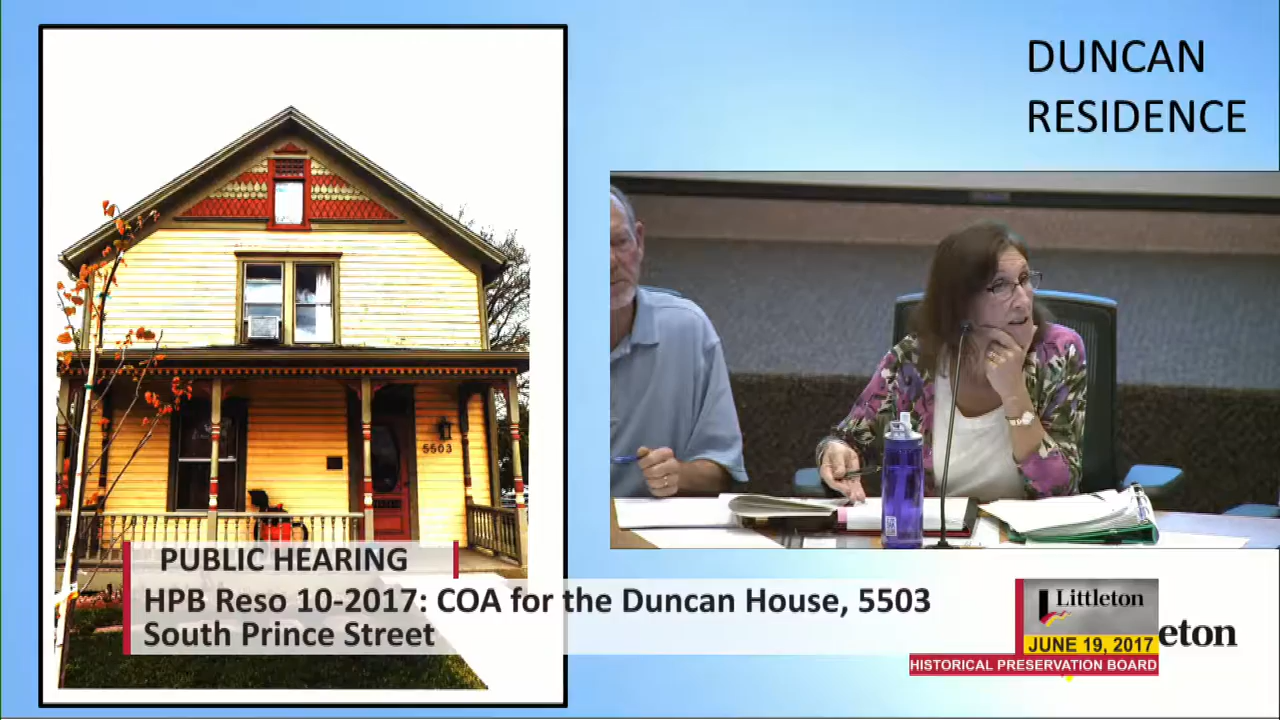 DUNCAN
RESIDENCE
5503
PUBLIC HEARING
HPB Reso 10-2017: COA for the Duncan House, 5503
South Prince Street
Littleton
eton
JUNE 19, 2017
HISTORICAL PRESERVATION BOARD